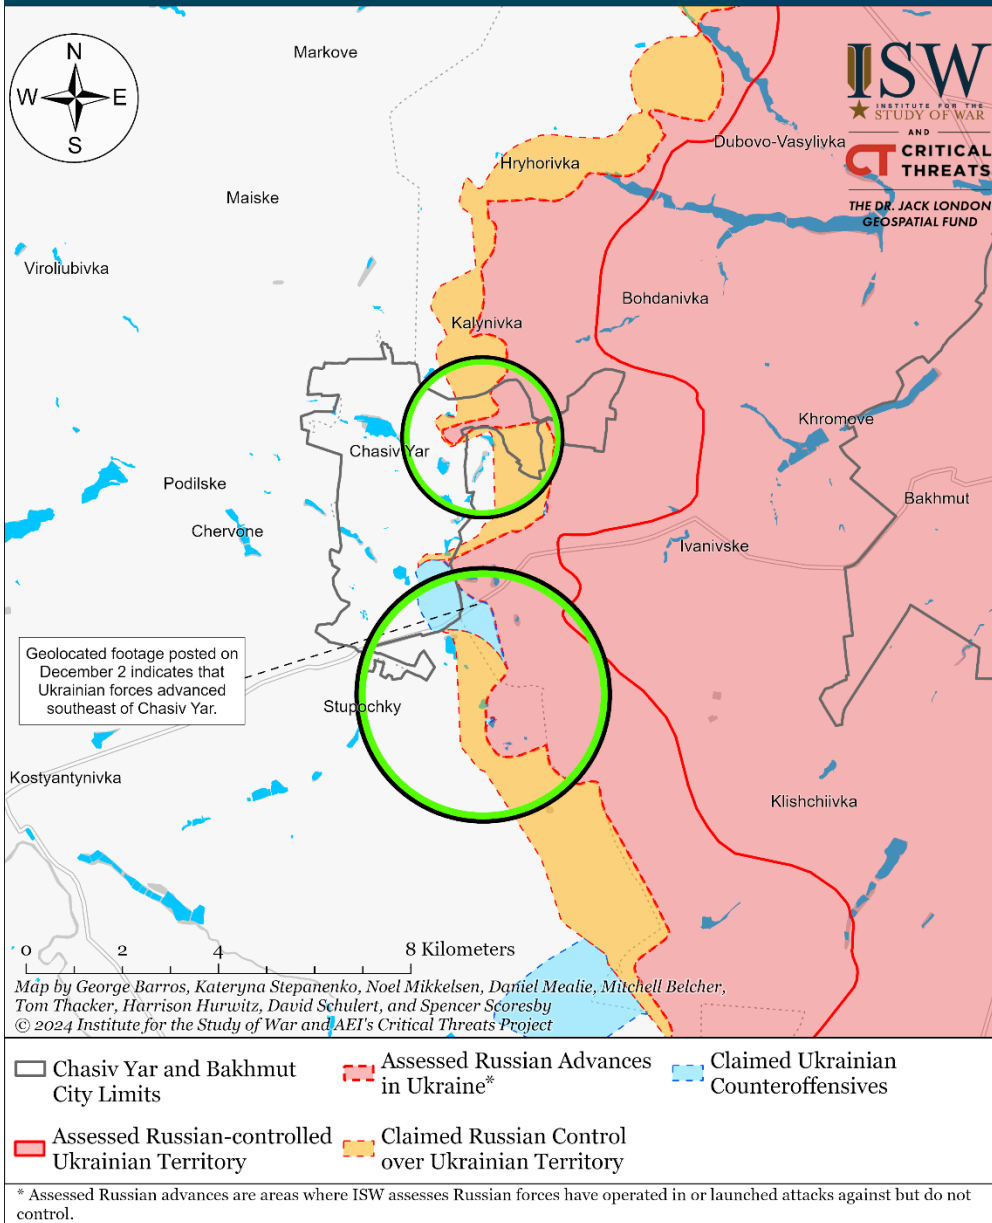 N
W E
S
Markove
ISW
INSTITUTE FOR THE
STUDY OF WAR
AND
CT CRITICAL
THREATS
THE DR. JACK LONDON
GEOSPATIAL FUND
Dubovo-Vasylivka
Hryhorivka
Maiske
Viroliubivka
Bohdanivka
Kalynivka
Khromove
Chasiv Yar
Podilske
Bakhmut
Chervone
Ivanivske
Geolocated footage posted on
December 2 indicates that
Ukrainian forces advanced
southeast of Chasiv Yar.
Stupochky
Kostyantynivka
Klishchiivka
0 2 4 8 Kilometers
Map by George Barros, Kateryna Stepanenko, Noel Mikkelsen, Daniel Mealie, Mitchell Belcher,
Tom Thacker, Harrison Hurwitz, David Schulert, and Spencer Scoresby
© 2024 Institute for the Study of War and AEI's Critical Threats Project
Chasiv Yar and Bakhmut
City Limits
Assessed Russian Advances
in Ukraine*
Claimed Ukrainian
Counteroffensives
Assessed Russian-controlled
Ukrainian Territory
Claimed Russian Control
over Ukrainian Territory
* Assessed Russian advances are areas where ISW assesses Russian forces have operated in or launched attacks against but do not
control.